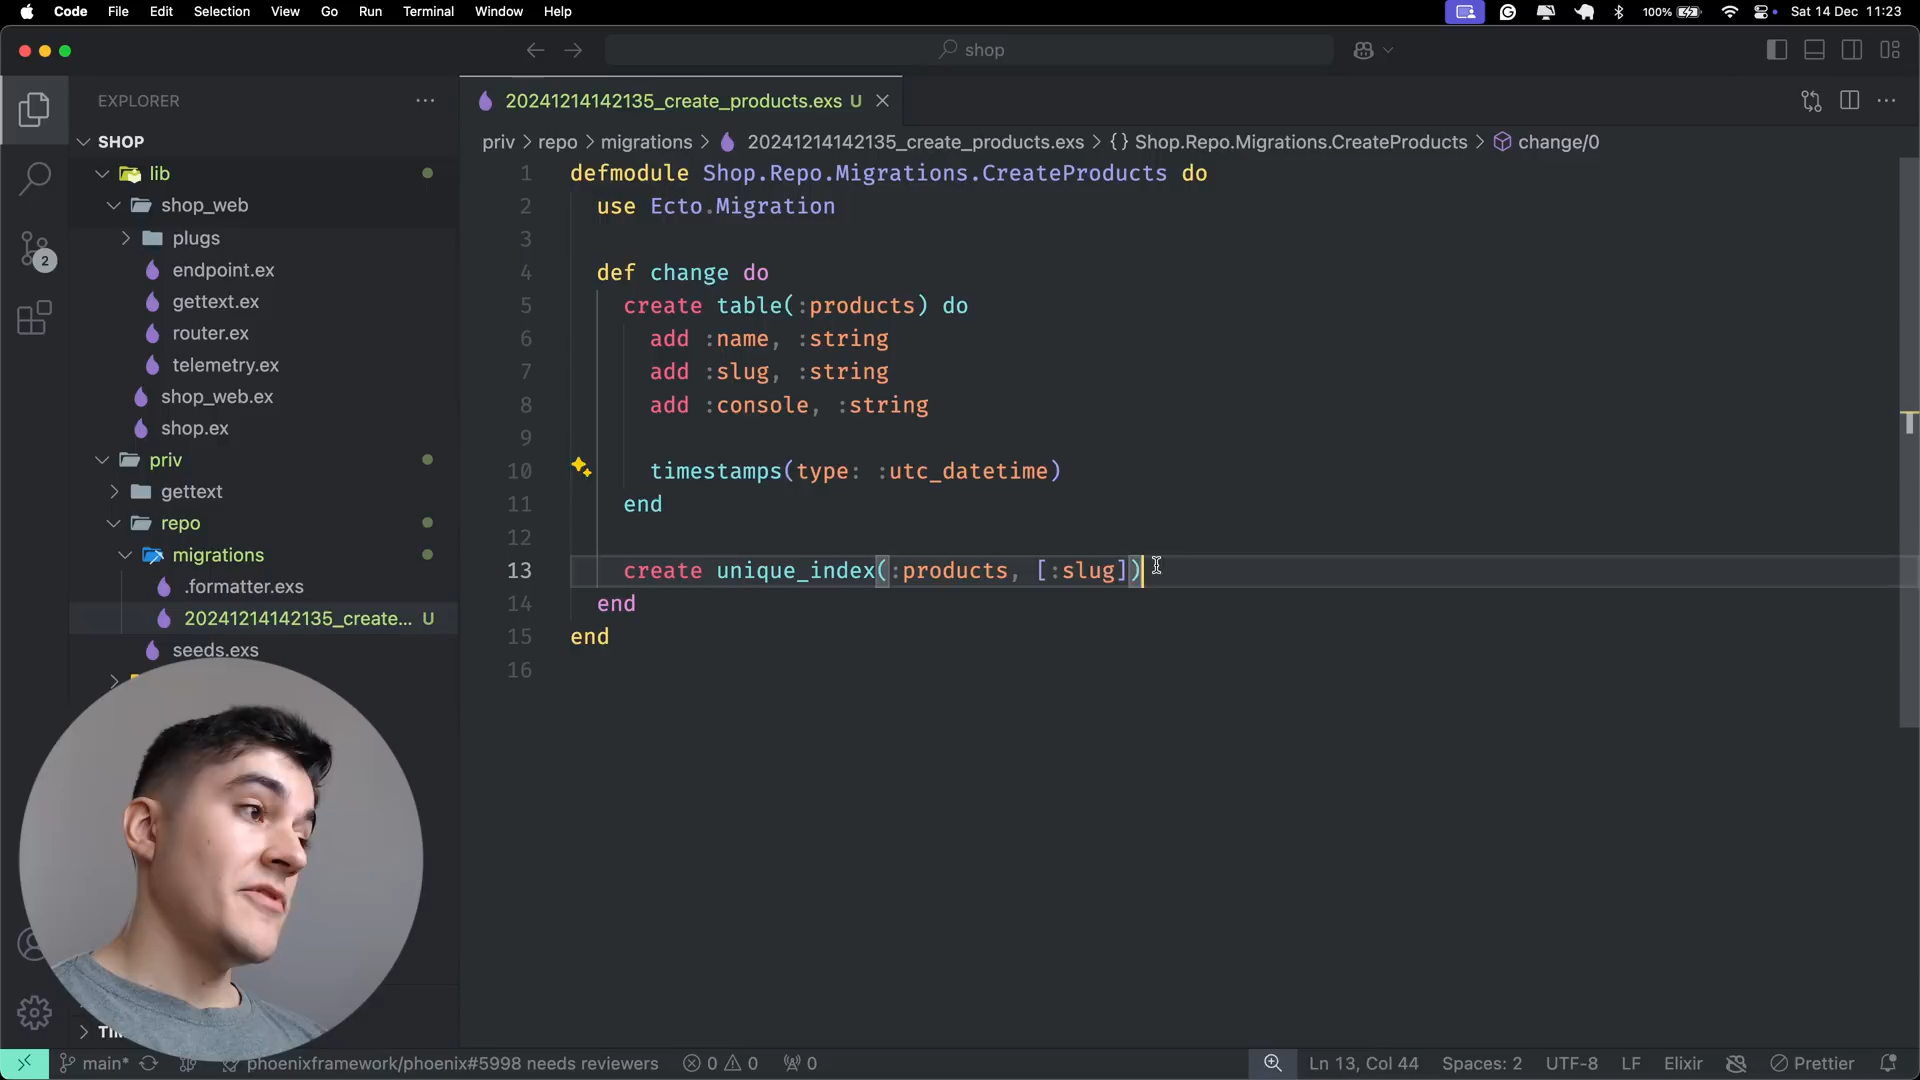 Code File Edit Selection View Go Run Terminal Window Help 100% Sat 14 Dec 11:23
shop
EXPLORER
20241214142135_create_products.exs U
SHOP
priv > repo > migrations > 20241214142135_create_products.exs > {} Shop.Repo.Migrations.CreateProducts > change/0
lib
shop_web
plugs
endpoint.ex
gettext.ex
router.ex
telemetry.ex
shop_web.ex
shop.ex
priv
gettext
repo
migrations
.formatter.exs
20241214142135_create... U
seeds.exs
2
1 defmodule Shop.Repo.Migrations.CreateProducts do
2 use Ecto.Migration
3
4 def change do
5 create table(:products) do
6 add :name, :string
7 add :slug, :string
8 add :console, :string
9
10 timestamps(type: :utc_datetime)
11 end
12
13 create unique_index(:products, [:slug])
14 end
15 end
16
main* phoenixframework/phoenix#5998 needs reviewers 0 0 0 Ln 13, Col 44 Spaces: 2 UTF-8 LF Elixir Prettier